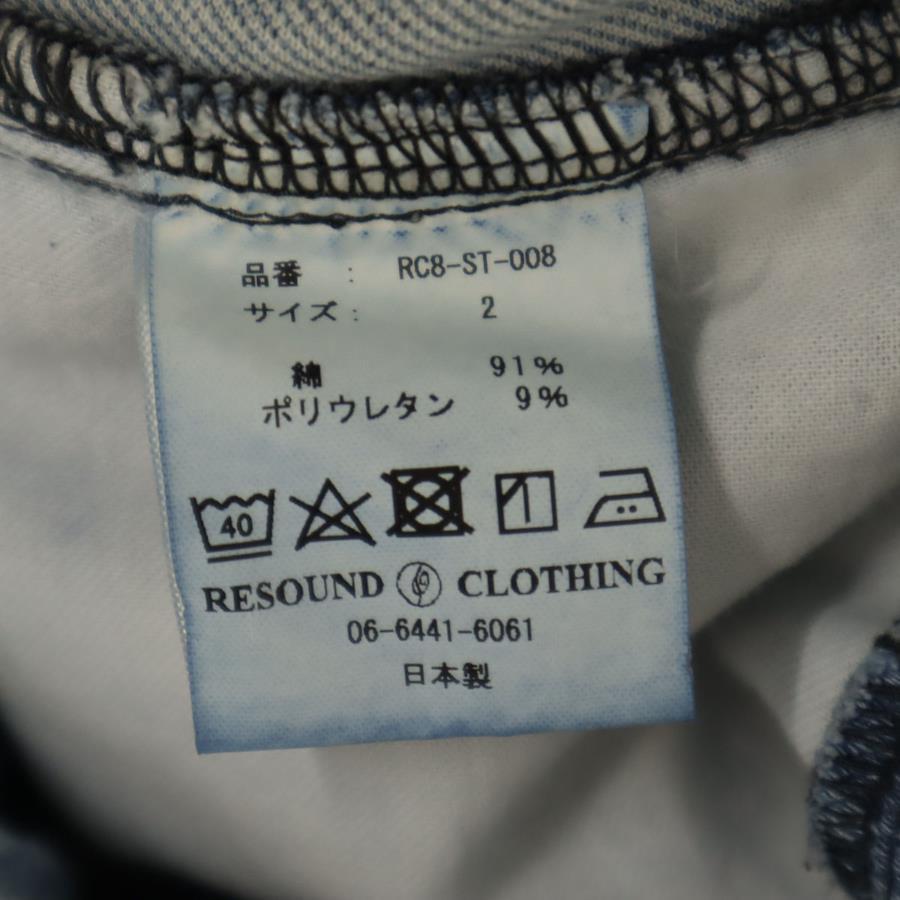 品番 : RC8-ST-008
サイズ: 2
綿 91%
ポリウレタン 9%
40
RESOUND CLOTHING
06-6441-6061
日本製